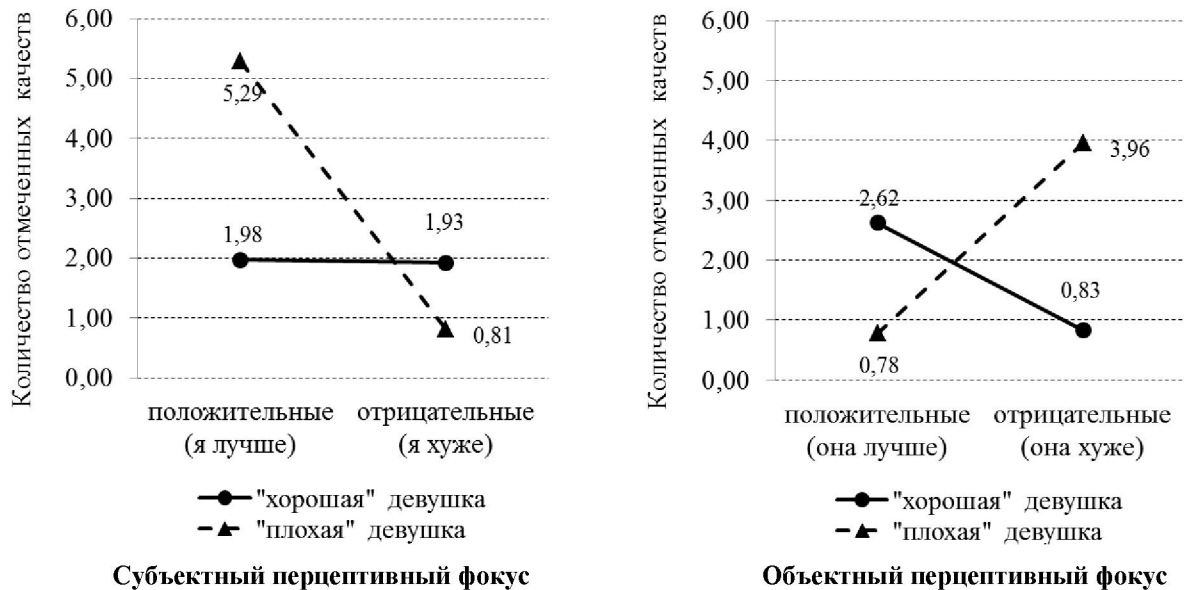 Количество отмеченных качеств
6,00
5,00
4,00
3,00
2,00
1,00
0,00
5,29
1,98
1,93
0,81
положительные отрицательные
(я лучше) (я хуже)
"хорошая" девушка
"плохая" девушка
Субъектный перцептивный фокус
Количество отмеченных качеств
6,00
5,00
4,00
3,00
2,00
1,00
0,00
3,96
2,62
0,83
0,78
положительные отрицательные
(она лучше) (она хуже)
"хорошая" девушка
"плохая" девушка
Объектный перцептивный фокус